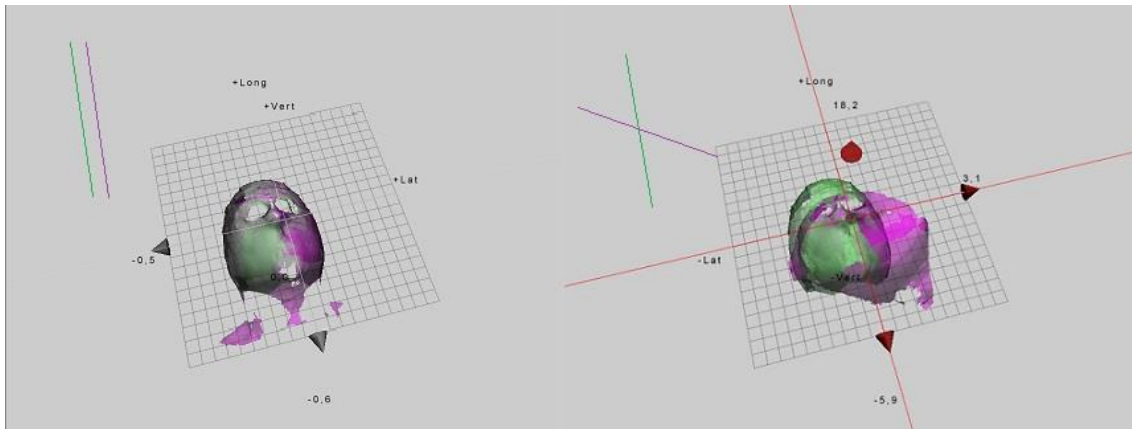 +Long
+Vert
+Lat
-0,5
-0,6
+Long
18,2
3,1
-Lat
-Vert
-5,9